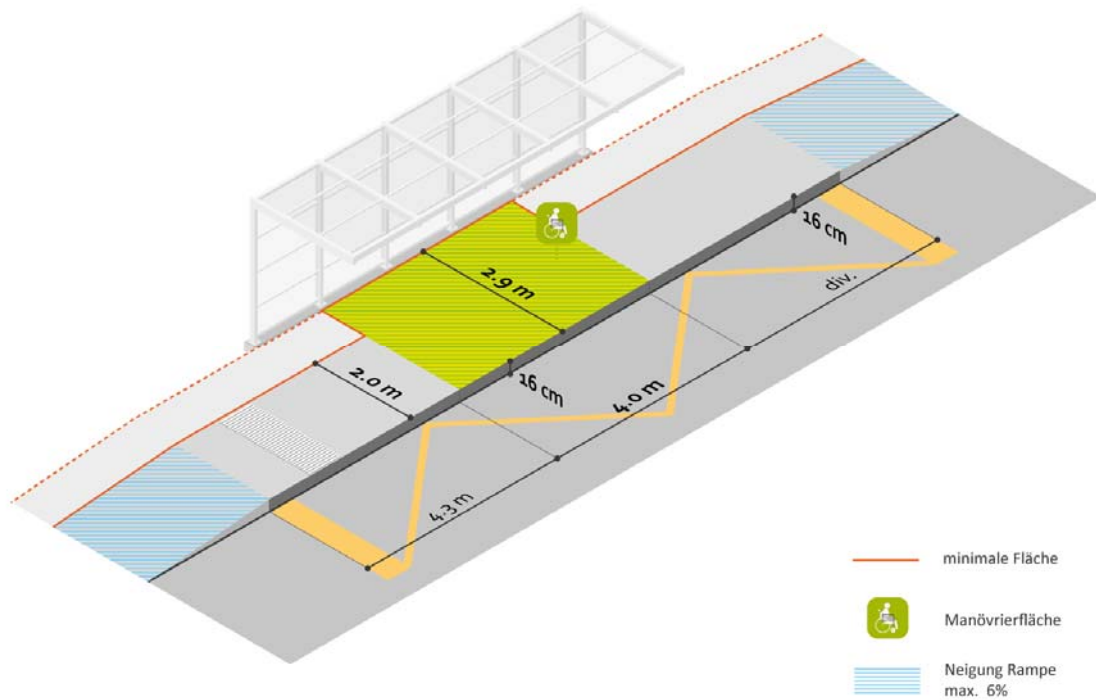 16 cm
2.9 m
div.
2.0 m
16 cm
4.0 m
4.3 m
minimale Fläche
Manövrierfläche
Neigung Rampe
max. 6%